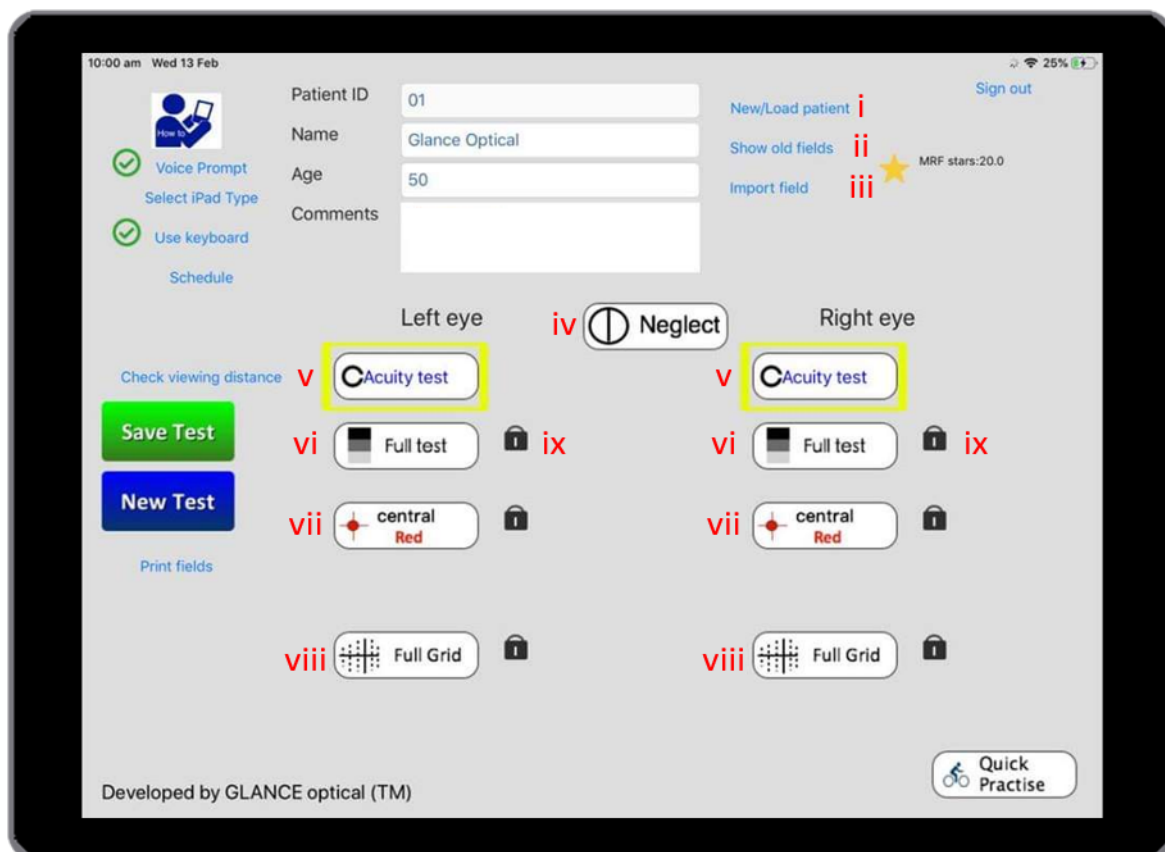 10:00 am Wed 13 Feb
25%
How to
Voice Prompt
Select iPad Type
Use keyboard
Schedule
Patient ID
01
Name
Glance Optical
Age
50
Comments
New/Load patient i
Show old fields ii
Import field iii
Sign out
MRF stars:20.0
Left eye
iv Neglect
Right eye
Check viewing distance
v Acuity test
v Acuity test
Save Test
vi Full test ix
vi Full test ix
New Test
vii central
Red
vii central
Red
Print fields
viii Full Grid
viii Full Grid
Developed by GLANCE optical (TM)
Quick
Practise